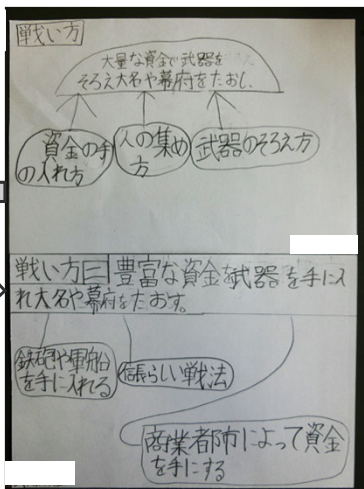 戦い方
大量な資金で武器を
そろえ大名や幕府をたおし、
資金の手
の入れ方
人の集め
方
武器のそろえ方
戦い方=豊富な資金を武器を手に入
れ大名や幕府をたおす。
鉄砲や軍船
を手に入れる
信長らしい戦法
商業都市によって資金
を手にする